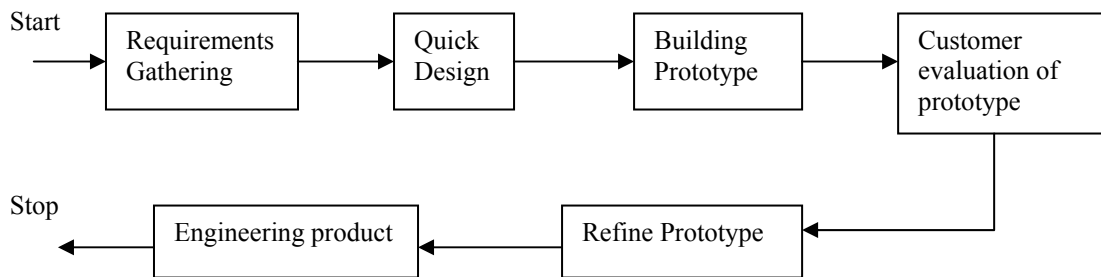 Start
Requirements
Gathering
Quick
Design
Building
Prototype
Customer
evaluation of
prototype
Stop
Engineering product
Refine Prototype